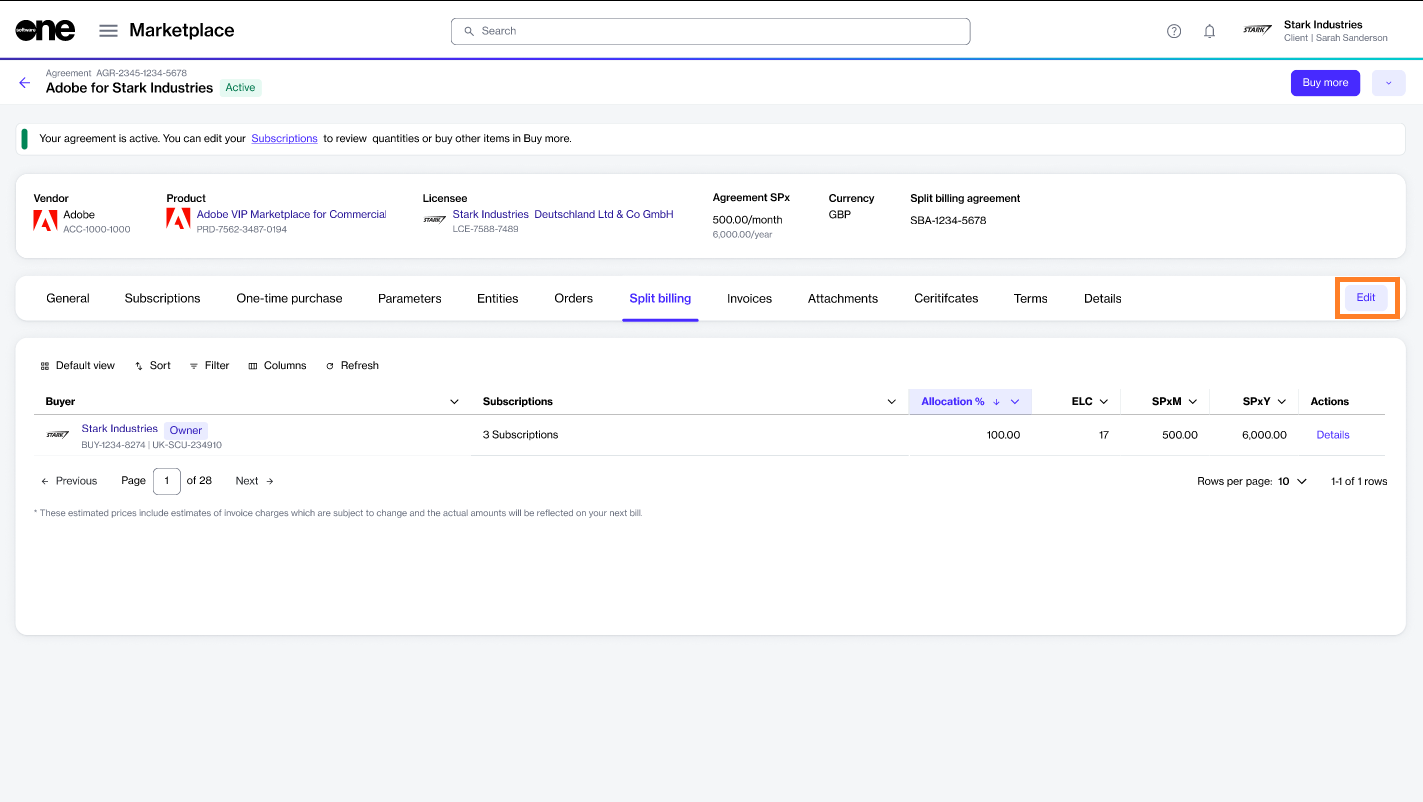 software one Marketplace Search Stark Industries
STARK Client | Sarah Sanderson
Agreement AGR-2345-1234-5678
Adobe for Stark Industries Active Buy more
Your agreement is active. You can edit your Subscriptions to review quantities or buy other items in Buy more.
Vendor Product Licensee Agreement SPx Currency Split billing agreement
Adobe Adobe VIP Marketplace for Commercial STARK Stark Industries Deutschland Ltd & Co GmbH 500.00/month GBP SBA-1234-5678
ACC-1000-1000 PRD-7562-3487-0194 LCE-7588-7489 6,000.00/year
General Subscriptions One-time purchase Parameters Entities Orders Split billing Invoices Attachments Ceritifcates Terms Details Edit
Default view Sort Filter Columns Refresh
Buyer Subscriptions Allocation % ELC SPxM SPxY Actions
STARK Stark Industries Owner 3 Subscriptions 100.00 17 500.00 6,000.00 Details
BUY-1234-8274 | UK-SCU-234910
Previous Page 1 of 28 Next Rows per page: 10 1-1 of 1 rows
* These estimated prices include estimates of invoice charges which are subject to change and the actual amounts will be reflected on your next bill.